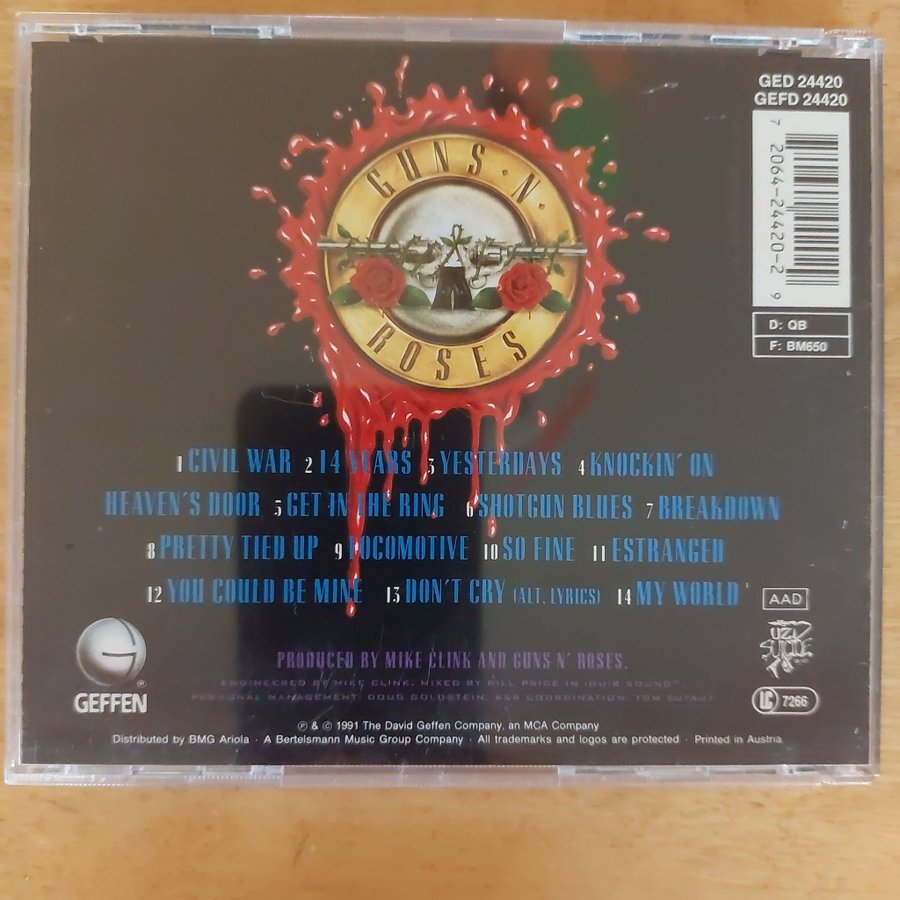 GED 24420
GEFD 24420
7 20064-24420-2 9
D: QB
F: BM650
GUNS · N ·
ROSES
1 CIVIL WAR 2 14 YEARS 3 YESTERDAYS 4 KNOCKIN' ON
HEAVEN'S DOOR 5 GET IN THE RING 6 SHOTGUN BLUES 7 BREAKDOWN
8 PRETTY TIED UP 9 LOCOMOTIVE 10 SO FINE 11 ESTRANGED
12 YOU COULD BE MINE 13 DON'T CRY (ALT. LYRICS) 14 MY WORLD
AAD
UZI
SUICIDE
GEFFEN
LC 7266
PRODUCED BY MIKE CLINK AND GUNS N' ROSES.
ENGINEERED BY MIKE CLINK. MIXED BY BILL PRICE
PERSONAL MANAGEMENT: DOUG GOLDSTEIN. A&R COORDINATION: TOM ZUTAUT
℗ & © 1991 The David Geffen Company, an MCA Company
Distributed by BMG Ariola · A Bertelsmann Music Group Company · All trademarks and logos are protected · Printed in Austria